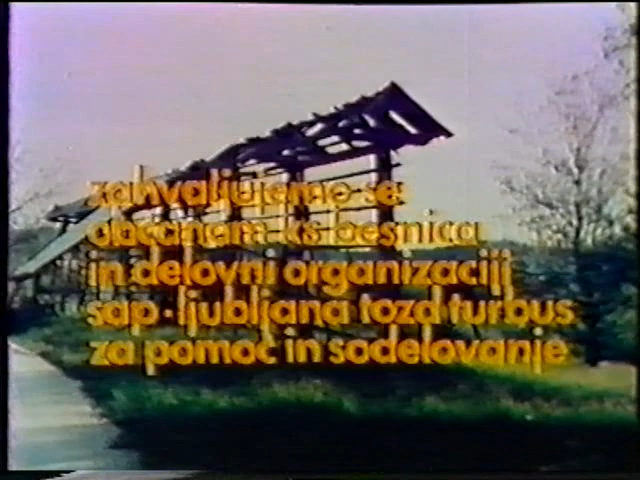 zahvaljujemo se
občanom ks besnica
in delovni organizaciji
sap-ljubljana tozd turbus
za pomoč in sodelovanje